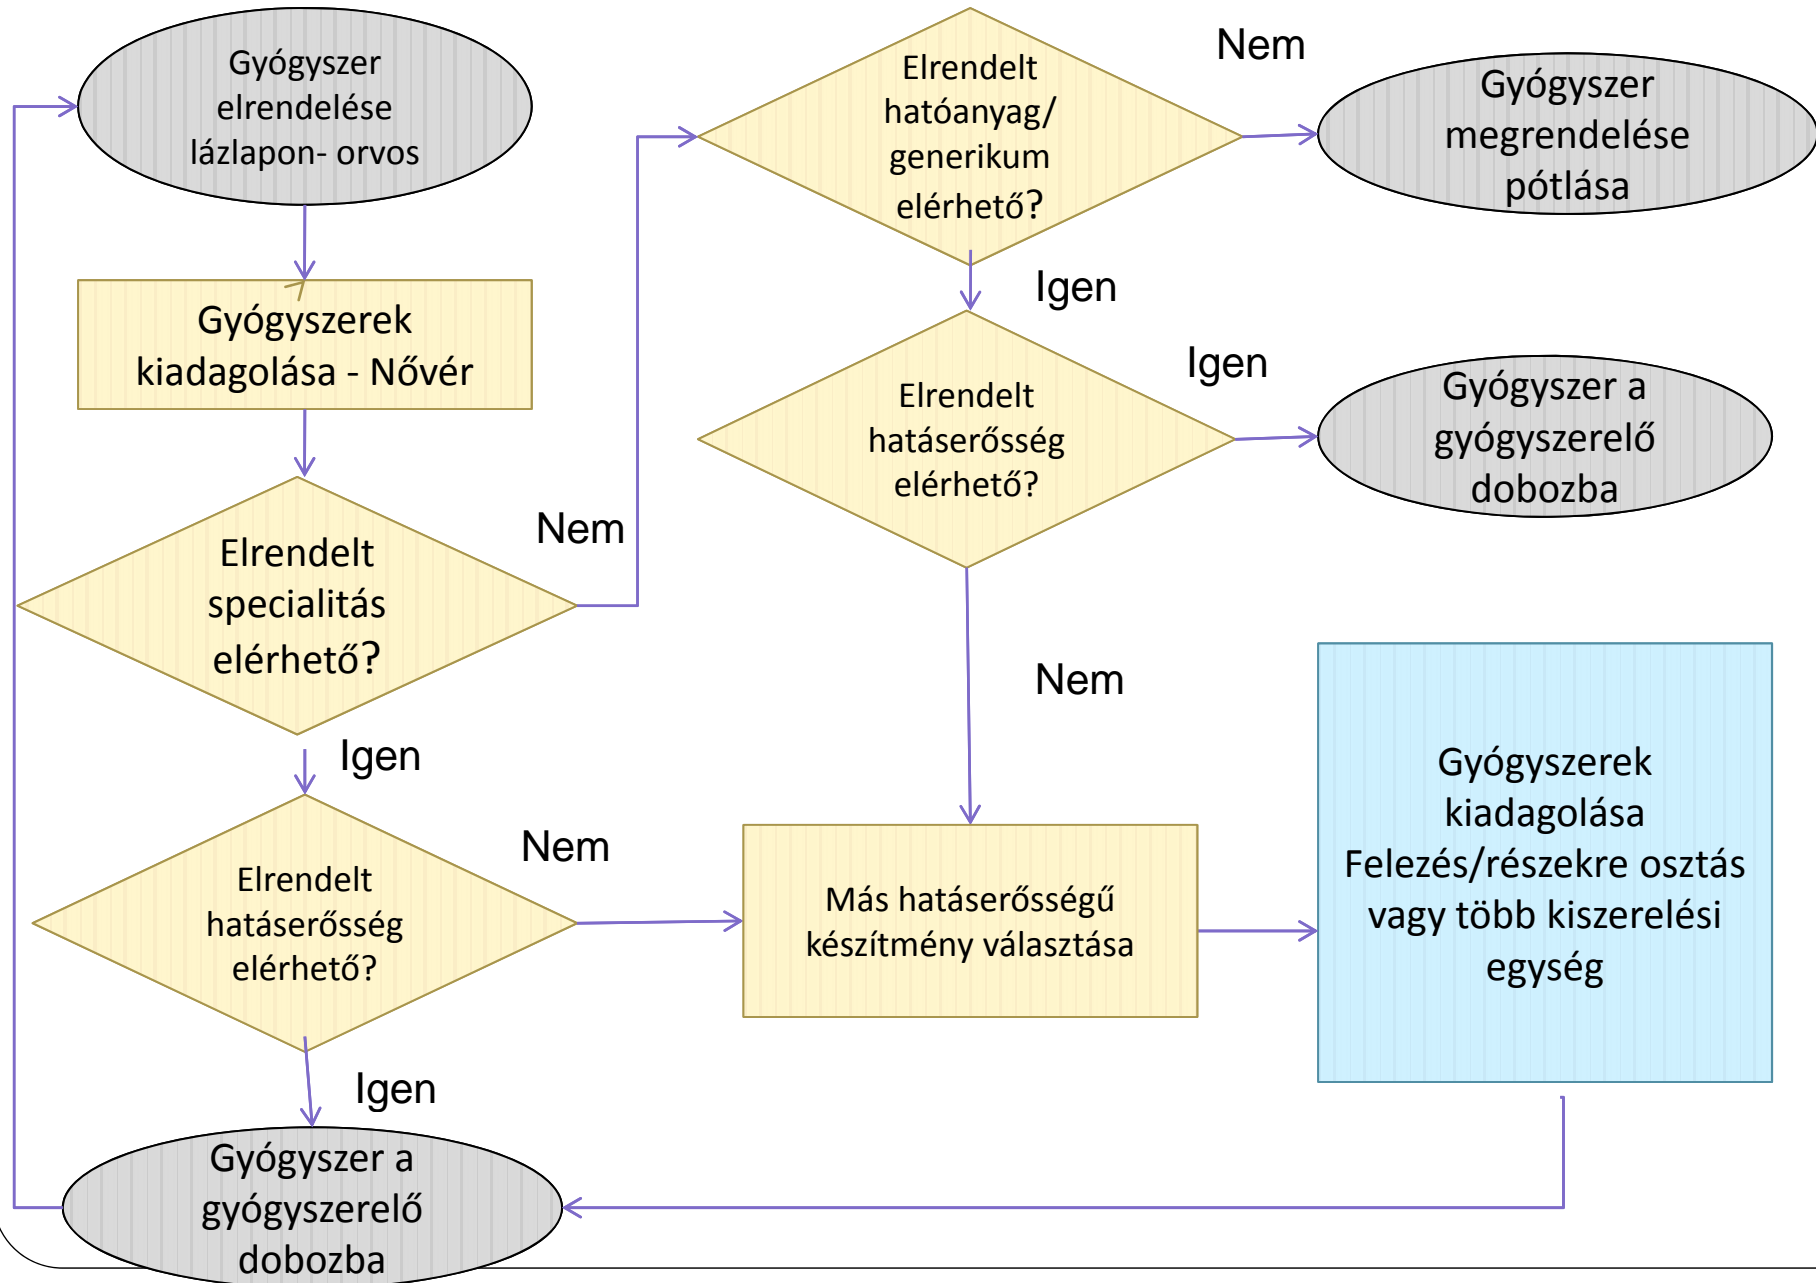 Gyógyszer
elrendelése
lázlapon- orvos
Gyógyszerek
kiadagolása - Nővér
Elrendelt
specialitás
elérhető?
Nem
Igen
Elrendelt
hatáserősség
elérhető?
Nem
Igen
Gyógyszer a
gyógyszerelő
dobozba
Elrendelt
hatóanyag/
generikum
elérhető?
Nem
Gyógyszer
megrendelése
pótlása
Igen
Elrendelt
hatáserősség
elérhető?
Igen
Gyógyszer a
gyógyszerelő
dobozba
Nem
Más hatáserősségű
készítmény választása
Gyógyszerek
kiadagolása
Felezés/részekre osztás
vagy több kiszerelési
egység